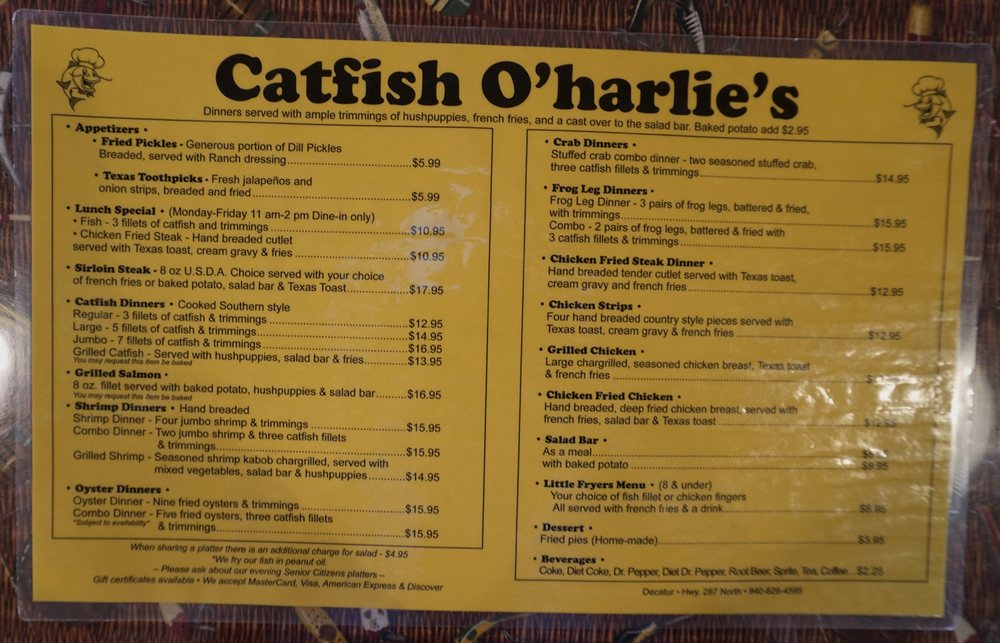 Catfish O'harlie's
Dinners served with ample trimmings of hushpuppies, french fries, and a cast over to the salad bar. Baked potato add $2.95
• Appetizers •
• Fried Pickles - Generous portion of Dill Pickles
Breaded, served with Ranch dressing....$5.99
• Texas Toothpicks - Fresh jalapeños and
onion strips, breaded and fried....$5.99
• Lunch Special • (Monday-Friday 11 am-2 pm Dine-in only)
• Fish - 3 fillets of catfish and trimmings....$10.95
• Chicken Fried Steak - Hand breaded cutlet
served with Texas toast, cream gravy & fries....$10.95
• Sirloin Steak - 8 oz U.S.D.A. Choice served with your choice
of french fries or baked potato, salad bar & Texas Toast....$17.95
• Catfish Dinners • Cooked Southern style
Regular - 3 fillets of catfish & trimmings....$12.95
Large - 5 fillets of catfish & trimmings....$14.95
Jumbo - 7 fillets of catfish & trimmings....$16.95
Grilled Catfish - Served with hushpuppies, salad bar & fries....$13.95
You may request this item be baked
• Grilled Salmon •
8 oz. fillet served with baked potato, hushpuppies & salad bar....$16.95
You may request this item be baked
• Shrimp Dinners • Hand breaded
Shrimp Dinner - Four jumbo shrimp & trimmings....$15.95
Combo Dinner - Two jumbo shrimp & three catfish fillets
& trimmings....$15.95
Grilled Shrimp - Seasoned shrimp kabob chargrilled, served with
mixed vegetables, salad bar & hushpuppies....$14.95
• Oyster Dinners •
Oyster Dinner - Nine fried oysters & trimmings....$15.95
Combo Dinner - Five fried oysters, three catfish fillets
*Subject to availability* & trimmings....$15.95
When sharing a platter there is an additional charge for salad - $4.95
"We fry our fish in peanut oil.
– Please ask about our evening Senior Citizens platters –
Gift certificates available • We accept MasterCard, Visa, American Express & Discover
• Crab Dinners •
Stuffed crab combo dinner - two seasoned stuffed crab,
three catfish fillets & trimmings....$14.95
• Frog Leg Dinners •
Frog Leg Dinner - 3 pairs of frog legs, battered & fried,
with trimmings....$15.95
Combo - 2 pairs of frog legs, battered & fried with
3 catfish fillets & trimmings....$15.95
• Chicken Fried Steak Dinner •
Hand breaded tender cutlet served with Texas toast,
cream gravy and french fries....$12.95
• Chicken Strips •
Four hand breaded country style pieces served with
Texas toast, cream gravy & french fries....$12.95
• Grilled Chicken •
Large chargrilled, seasoned chicken breast, Texas toast
& french fries....
• Chicken Fried Chicken •
Hand breaded, deep fried chicken breast, served with
french fries, salad bar & Texas toast....$12.95
• Salad Bar •
As a meal....
with baked potato....$9.95
• Little Fryers Menu • (8 & under)
Your choice of fish fillet or chicken fingers
All served with french fries & a drink....$6.95
• Dessert •
Fried pies (Home-made)....$3.95
• Beverages •
Coke, Diet Coke, Dr. Pepper, Diet Dr. Pepper, Root Beer, Sprite, Tea, Coffee....$2.25
Decatur • Hwy. 287 North • 940-626-4595